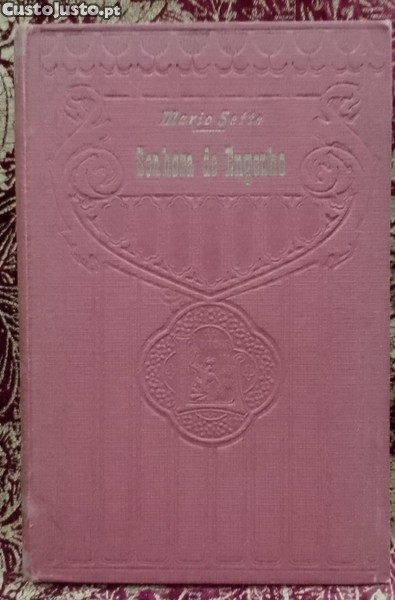 CustoJusto.pt
Mario Sette
Senhora de Engenho